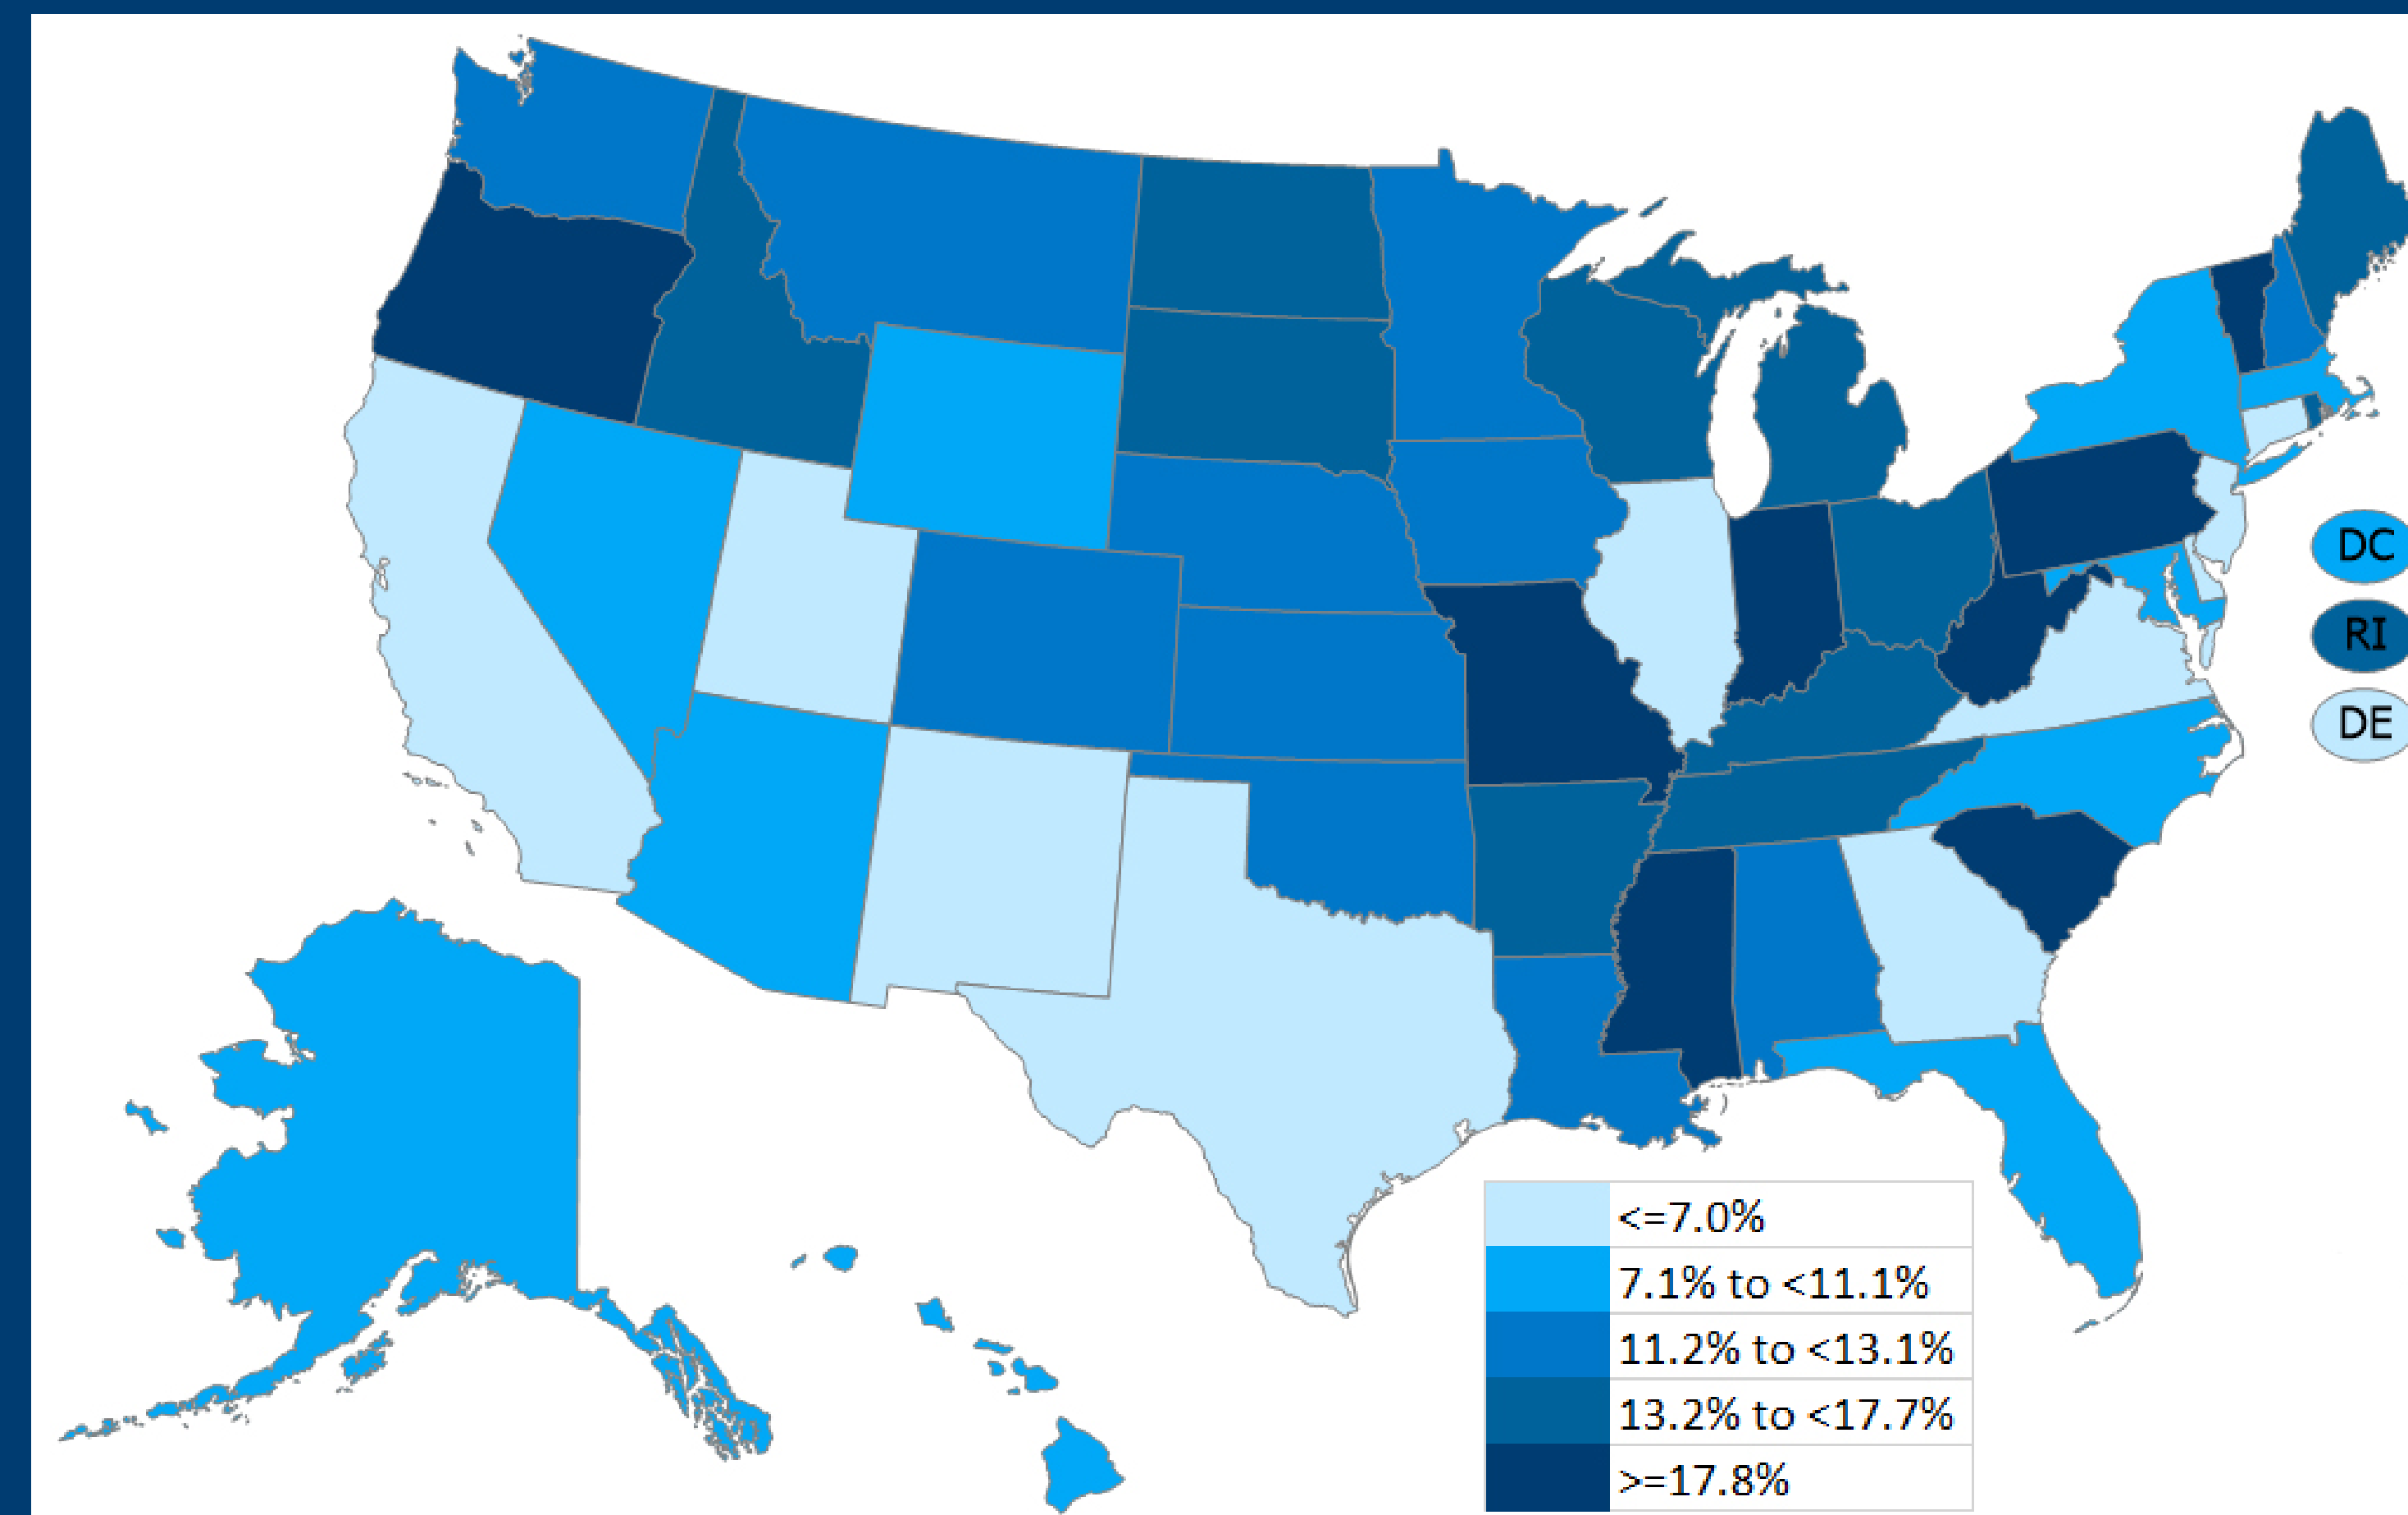 DC
RI
DE
<=7.0%
7.1% to <11.1%
11.2% to <13.1%
13.2% to <17.7%
>=17.8%